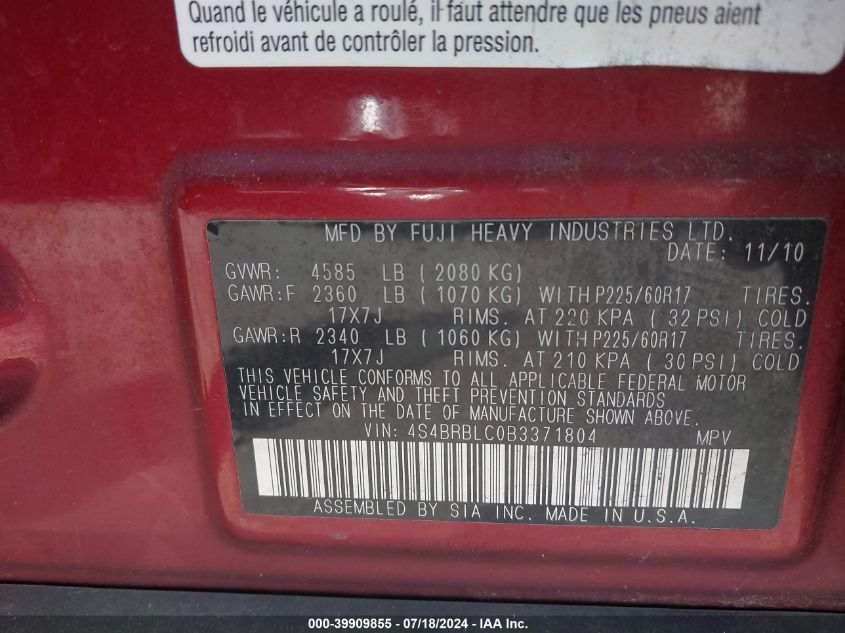 Quand le véhicule a roulé, il faut attendre que les pneus aient
refroidi avant de contrôler la pression.
MFD BY FUJI HEAVY INDUSTRIES LTD.
DATE: 11/10
GVWR: 4585 LB (2080 KG)
GAWR:F 2360 LB (1070 KG) WITH P225/60R17 TIRES.
17X7J RIMS. AT 220 KPA (32 PSI) COLD
GAWR:R 2340 LB (1060 KG) WITH P225/60R17 TIRES.
17X7J RIMS. AT 210 KPA (30 PSI) COLD
THIS VEHICLE CONFORMS TO ALL APPLICABLE FEDERAL MOTOR
VEHICLE SAFETY AND THEFT PREVENTION STANDARDS
IN EFFECT ON THE DATE OF MANUFACTURE SHOWN ABOVE.
VIN: 4S4BRBLC0B3371804 MPV
ASSEMBLED BY SIA INC. MADE IN U.S.A.
000-39909855 - 07/18/2024 - IAAI.COM